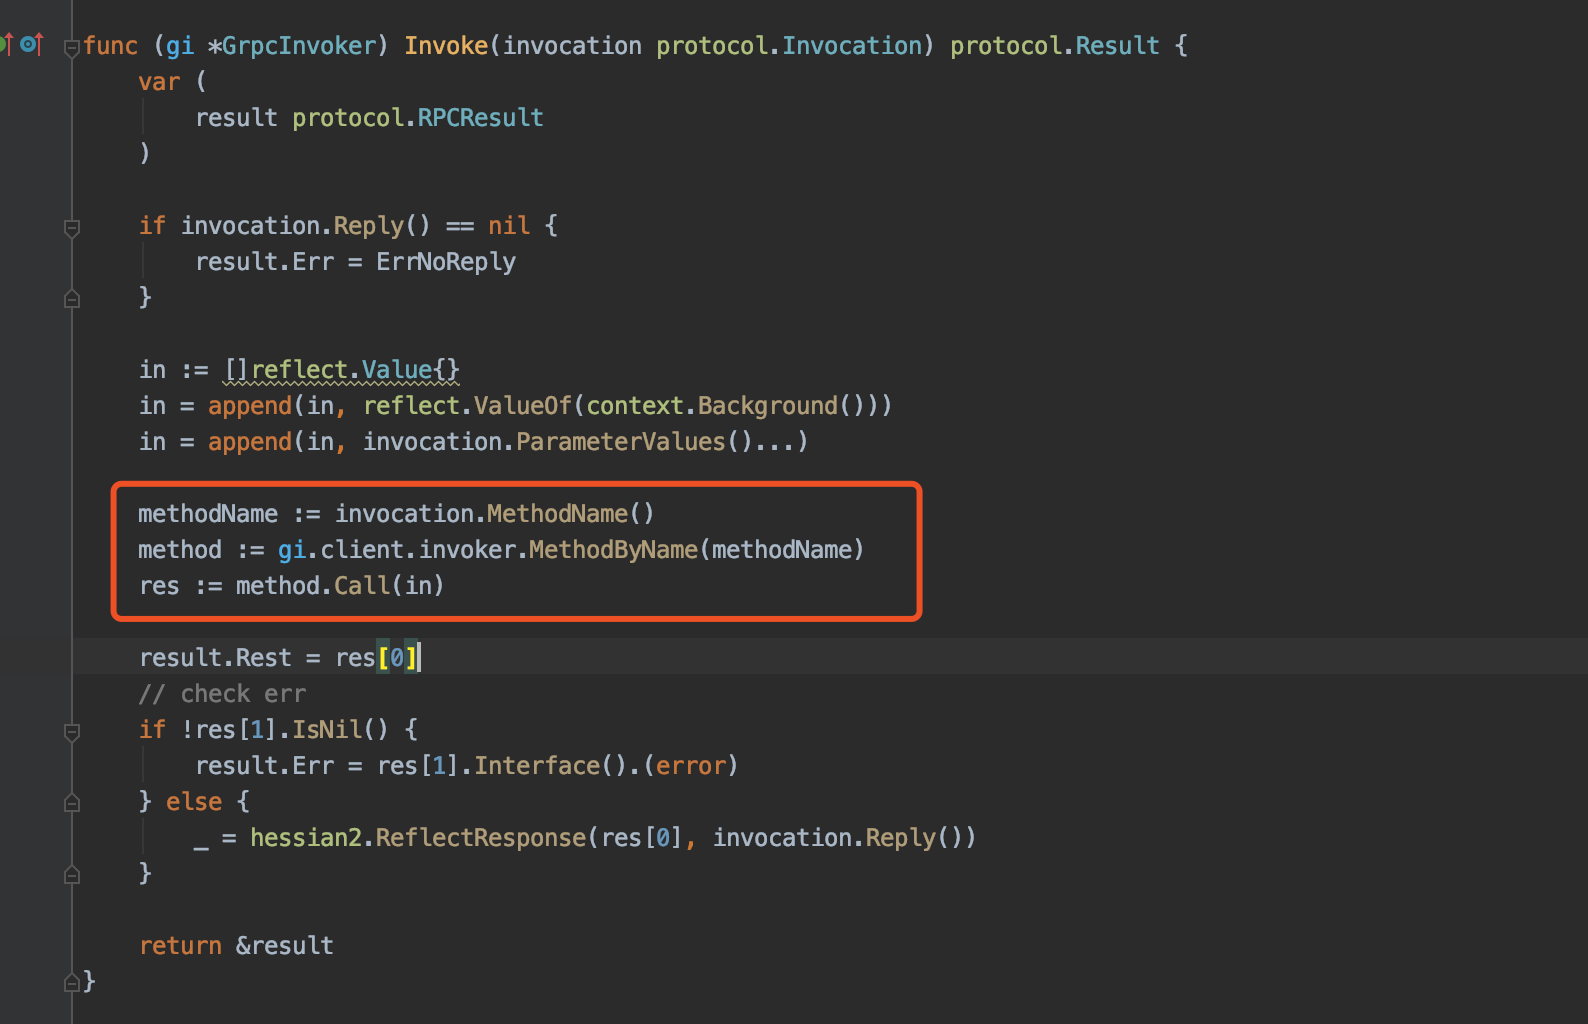 func (gi *GrpcInvoker) Invoke(invocation protocol.Invocation) protocol.Result {
    var (
        result protocol.RPCResult
    )
    if invocation.Reply() == nil {
        result.Err = ErrNoReply
    }
    in := []reflect.Value{}
    in = append(in, reflect.ValueOf(context.Background()))
    in = append(in, invocation.ParameterValues()...)
    methodName := invocation.MethodName()
    method := gi.client.invoker.MethodByName(methodName)
    res := method.Call(in)
    result.Rest = res[0]
    // check err
    if !res[1].IsNil() {
        result.Err = res[1].Interface().(error)
    } else {
        _ = hessian2.ReflectResponse(res[0], invocation.Reply())
    }
    return &result
}